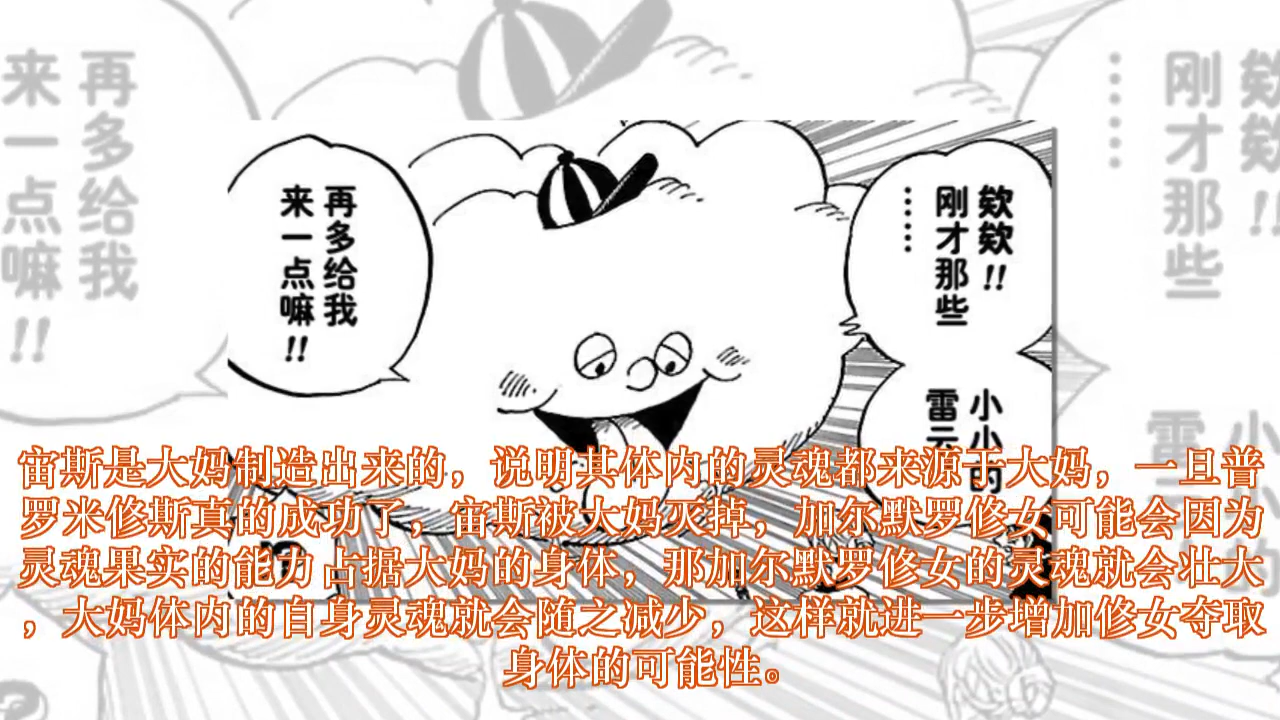 欸欸!!
刚才那些
……
小小的
雷云
再多给我
来一点嘛!!
宙斯是大妈制造出来的，说明其体内的灵魂都来源于大妈，一旦普
罗米修斯真的成功了，宙斯被大妈灭掉，加尔默罗修女可能会因为
灵魂果实的能力占据大妈的身体，那加尔默罗修女的灵魂就会壮大
，大妈体内的自身灵魂就会随之减少，这样就进一步增加修女夺取
身体的可能性。